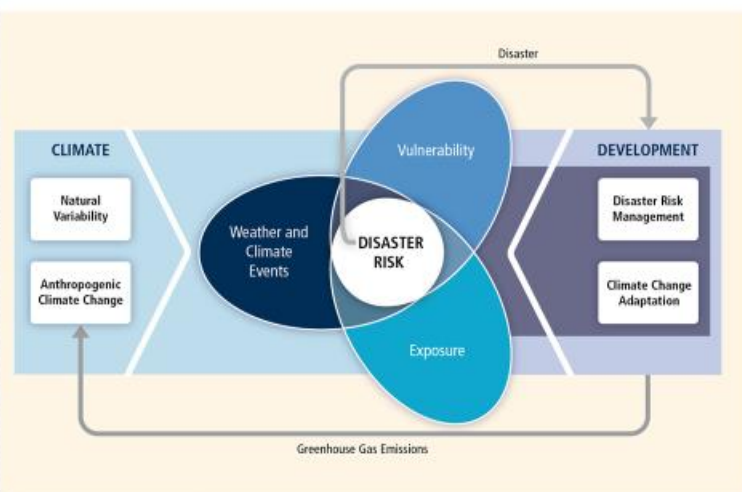 Disaster
CLIMATE
Natural
Variability
Anthropogenic
Climate Change
Weather and
Climate
Events
Vulnerability
DISASTER
RISK
Exposure
DEVELOPMENT
Disaster Risk
Management
Climate Change
Adaptation
Greenhouse Gas Emissions